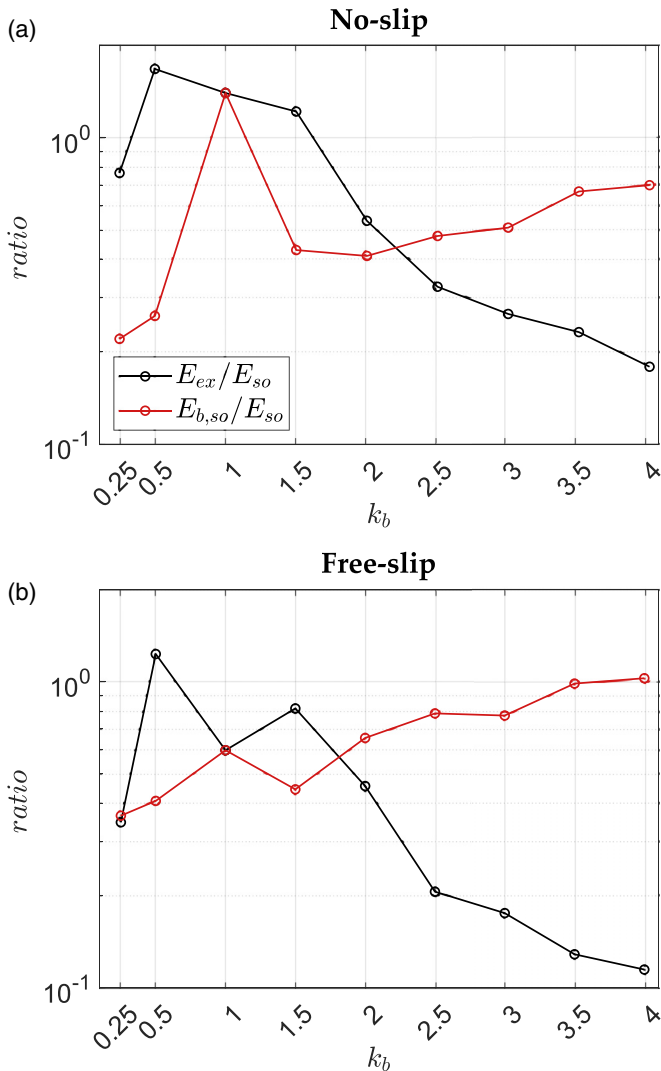 (a)
No-slip
10^0
ratio
10^-1
E_ex/E_so
E_b,so/E_so
0.25 0.5 1 1.5 2 2.5 3 3.5 4
k_b
(b)
Free-slip
10^0
ratio
10^-1
0.25 0.5 1 1.5 2 2.5 3 3.5 4
k_b